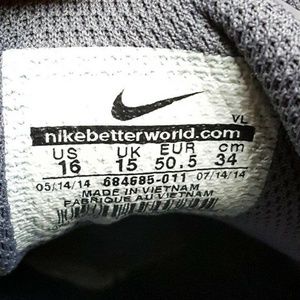 VL
nikebetterworld.com
US UK EUR cm
16 15 50.5 34
05/14/14 684685-011 07/14/14
MADE IN VIETNAM
FABRIQUE AU VIETNAM